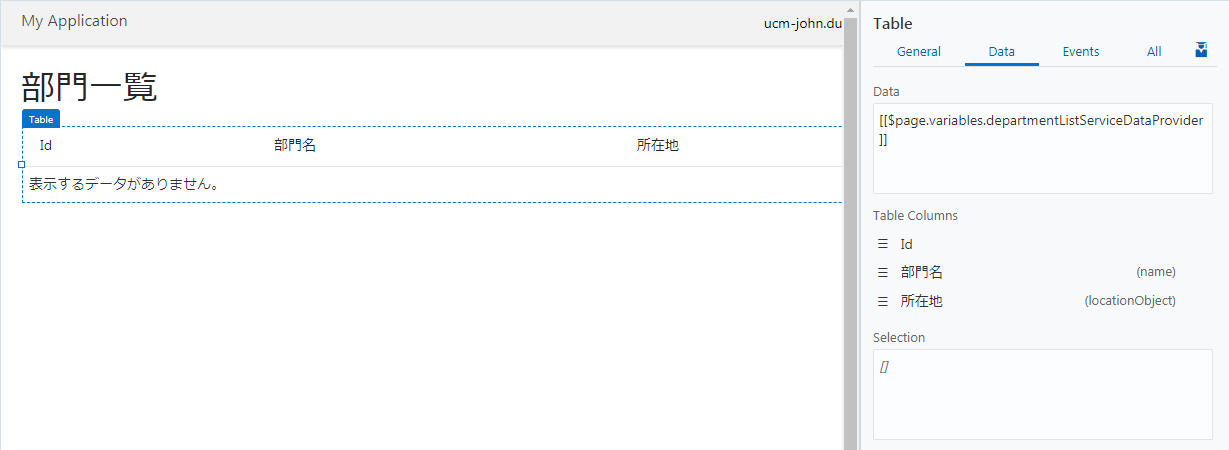 My Application
ucm-john.du
部門一覧
Table
Id 部門名 所在地
表示するデータがありません。
Table
General Data Events All
Data
[[$page.variables.departmentListServiceDataProvider
]]
Table Columns
Id
部門名 (name)
所在地 (locationObject)
Selection
[]